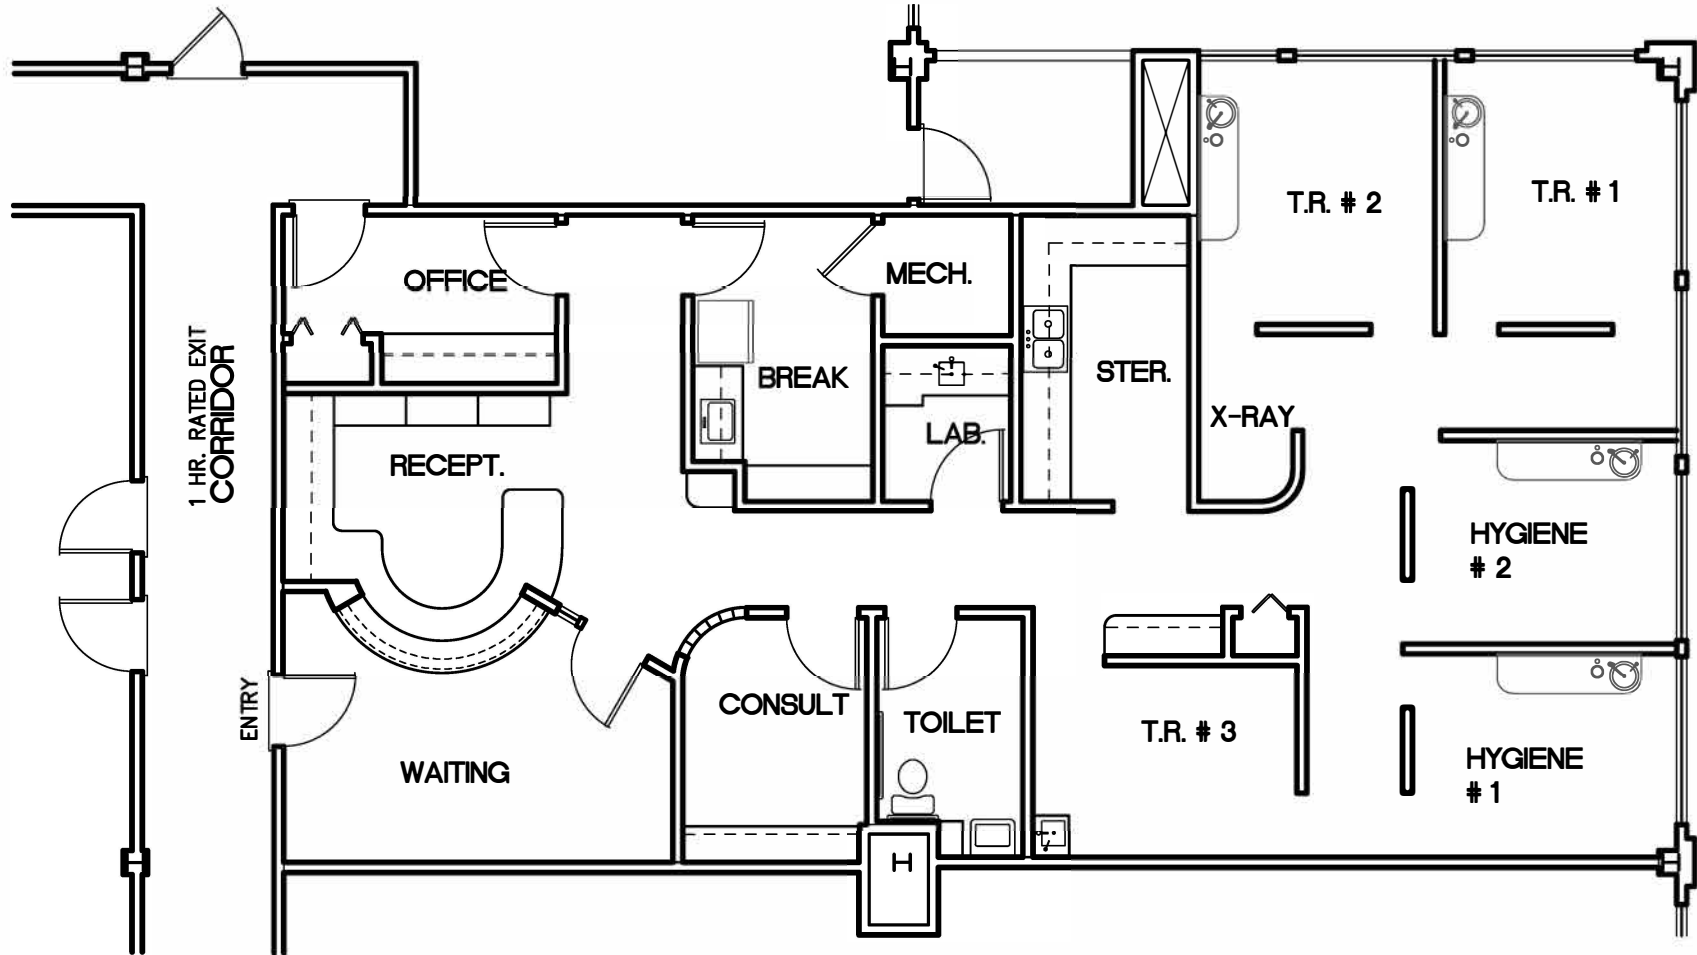 T.R. # 2
T.R. # 1
OFFICE
MECH.
1 HR. RATED EXIT
CORRIDOR
BREAK
STER.
X-RAY
LAB.
RECEPT.
HYGIENE
# 2
ENTRY
CONSULT
TOILET
T.R. # 3
WAITING
HYGIENE
# 1